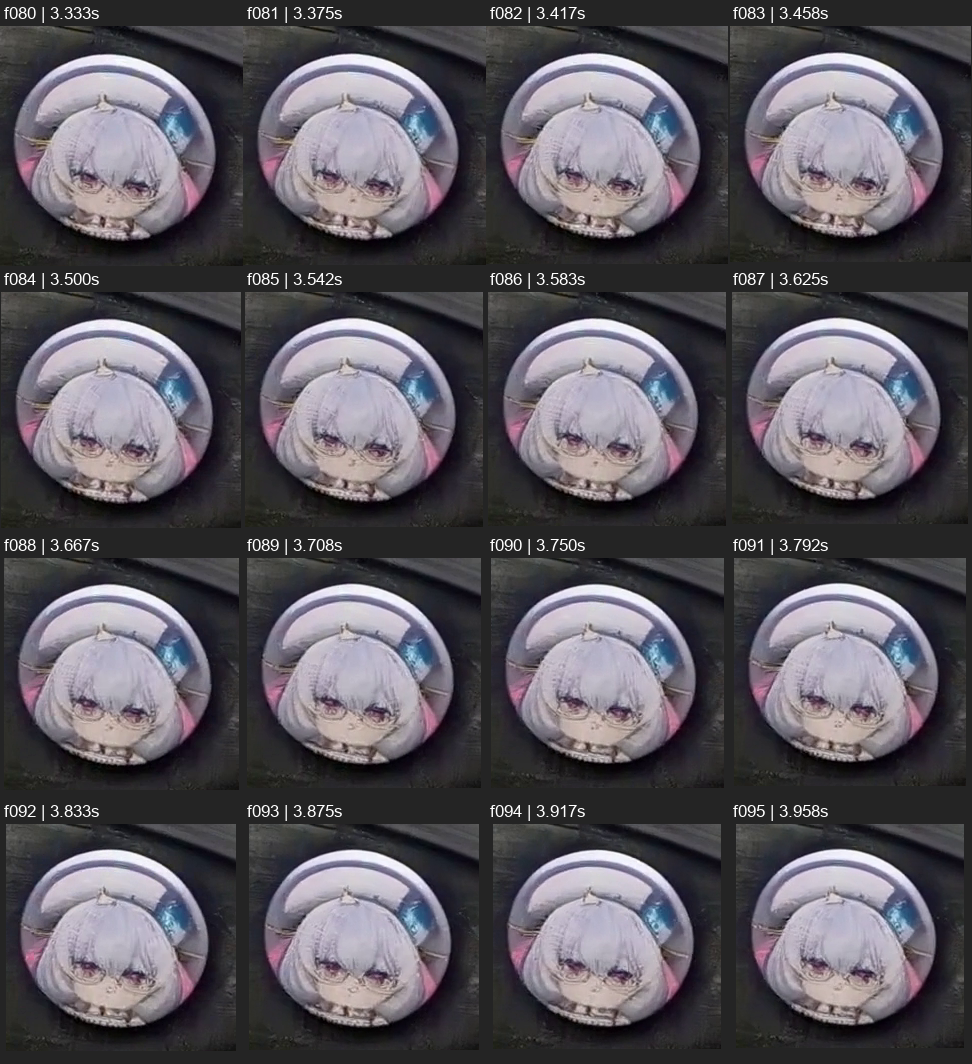 f080 | 3.333s
f081 | 3.375s
f082 | 3.417s
f083 | 3.458s
f084 | 3.500s
f085 | 3.542s
f086 | 3.583s
f087 | 3.625s
f088 | 3.667s
f089 | 3.708s
f090 | 3.750s
f091 | 3.792s
f092 | 3.833s
f093 | 3.875s
f094 | 3.917s
f095 | 3.958s